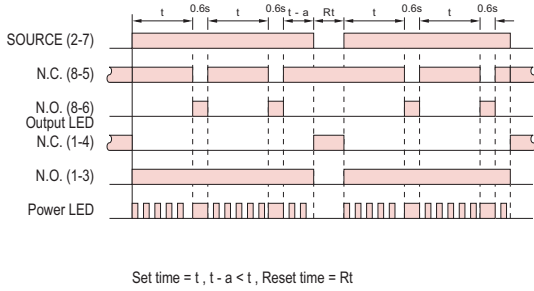 t 0.6s t 0.6s t - a Rt t 0.6s t 0.6s
SOURCE (2-7)
N.C. (8-5)
N.O. (8-6)
Output LED
N.C. (1-4)
N.O. (1-3)
Power LED
Set time = t , t - a < t , Reset time = Rt